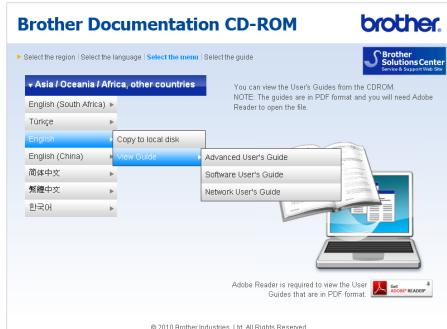 Brother Documentation CD-ROM
brother.
Select the region | Select the language | Select the menu | Select the guide
Brother
Solutions Center
Service & Support Web Site
Asia / Oceania / Africa, other countries
You can view the User's Guides from the CDROM.
NOTE: The guides are in PDF format and you will need Adobe
Reader to open the file.
English (South Africa)
Türkçe
English
Copy to local disk
English (China)
View Guide
Advanced User's Guide
简体中文
Software User's Guide
繁體中文
Network User's Guide
한국어
Adobe Reader is required to view the User
Guides that are in PDF format.
Get
ADOBE® READER®
© 2010 Brother Industries, Ltd. All Rights Reserved.